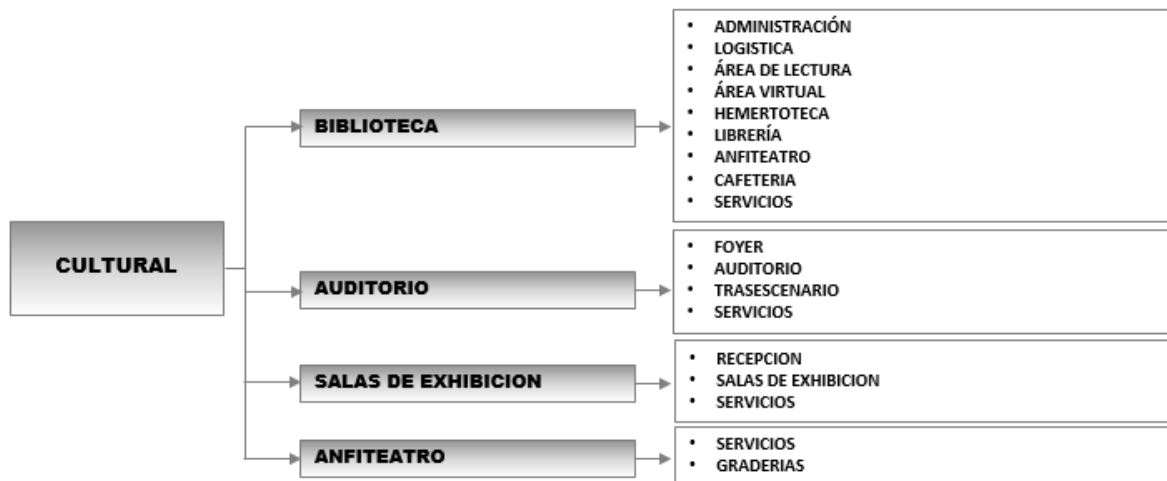 CULTURAL
BIBLIOTECA
• ADMINISTRACIÓN
• LOGISTICA
• ÁREA DE LECTURA
• ÁREA VIRTUAL
• HEMERTOTECA
• LIBRERÍA
• ANFITEATRO
• CAFETERIA
• SERVICIOS
AUDITORIO
• FOYER
• AUDITORIO
• TRASESCENARIO
• SERVICIOS
SALAS DE EXHIBICION
• RECEPCION
• SALAS DE EXHIBICION
• SERVICIOS
ANFITEATRO
• SERVICIOS
• GRADERIAS